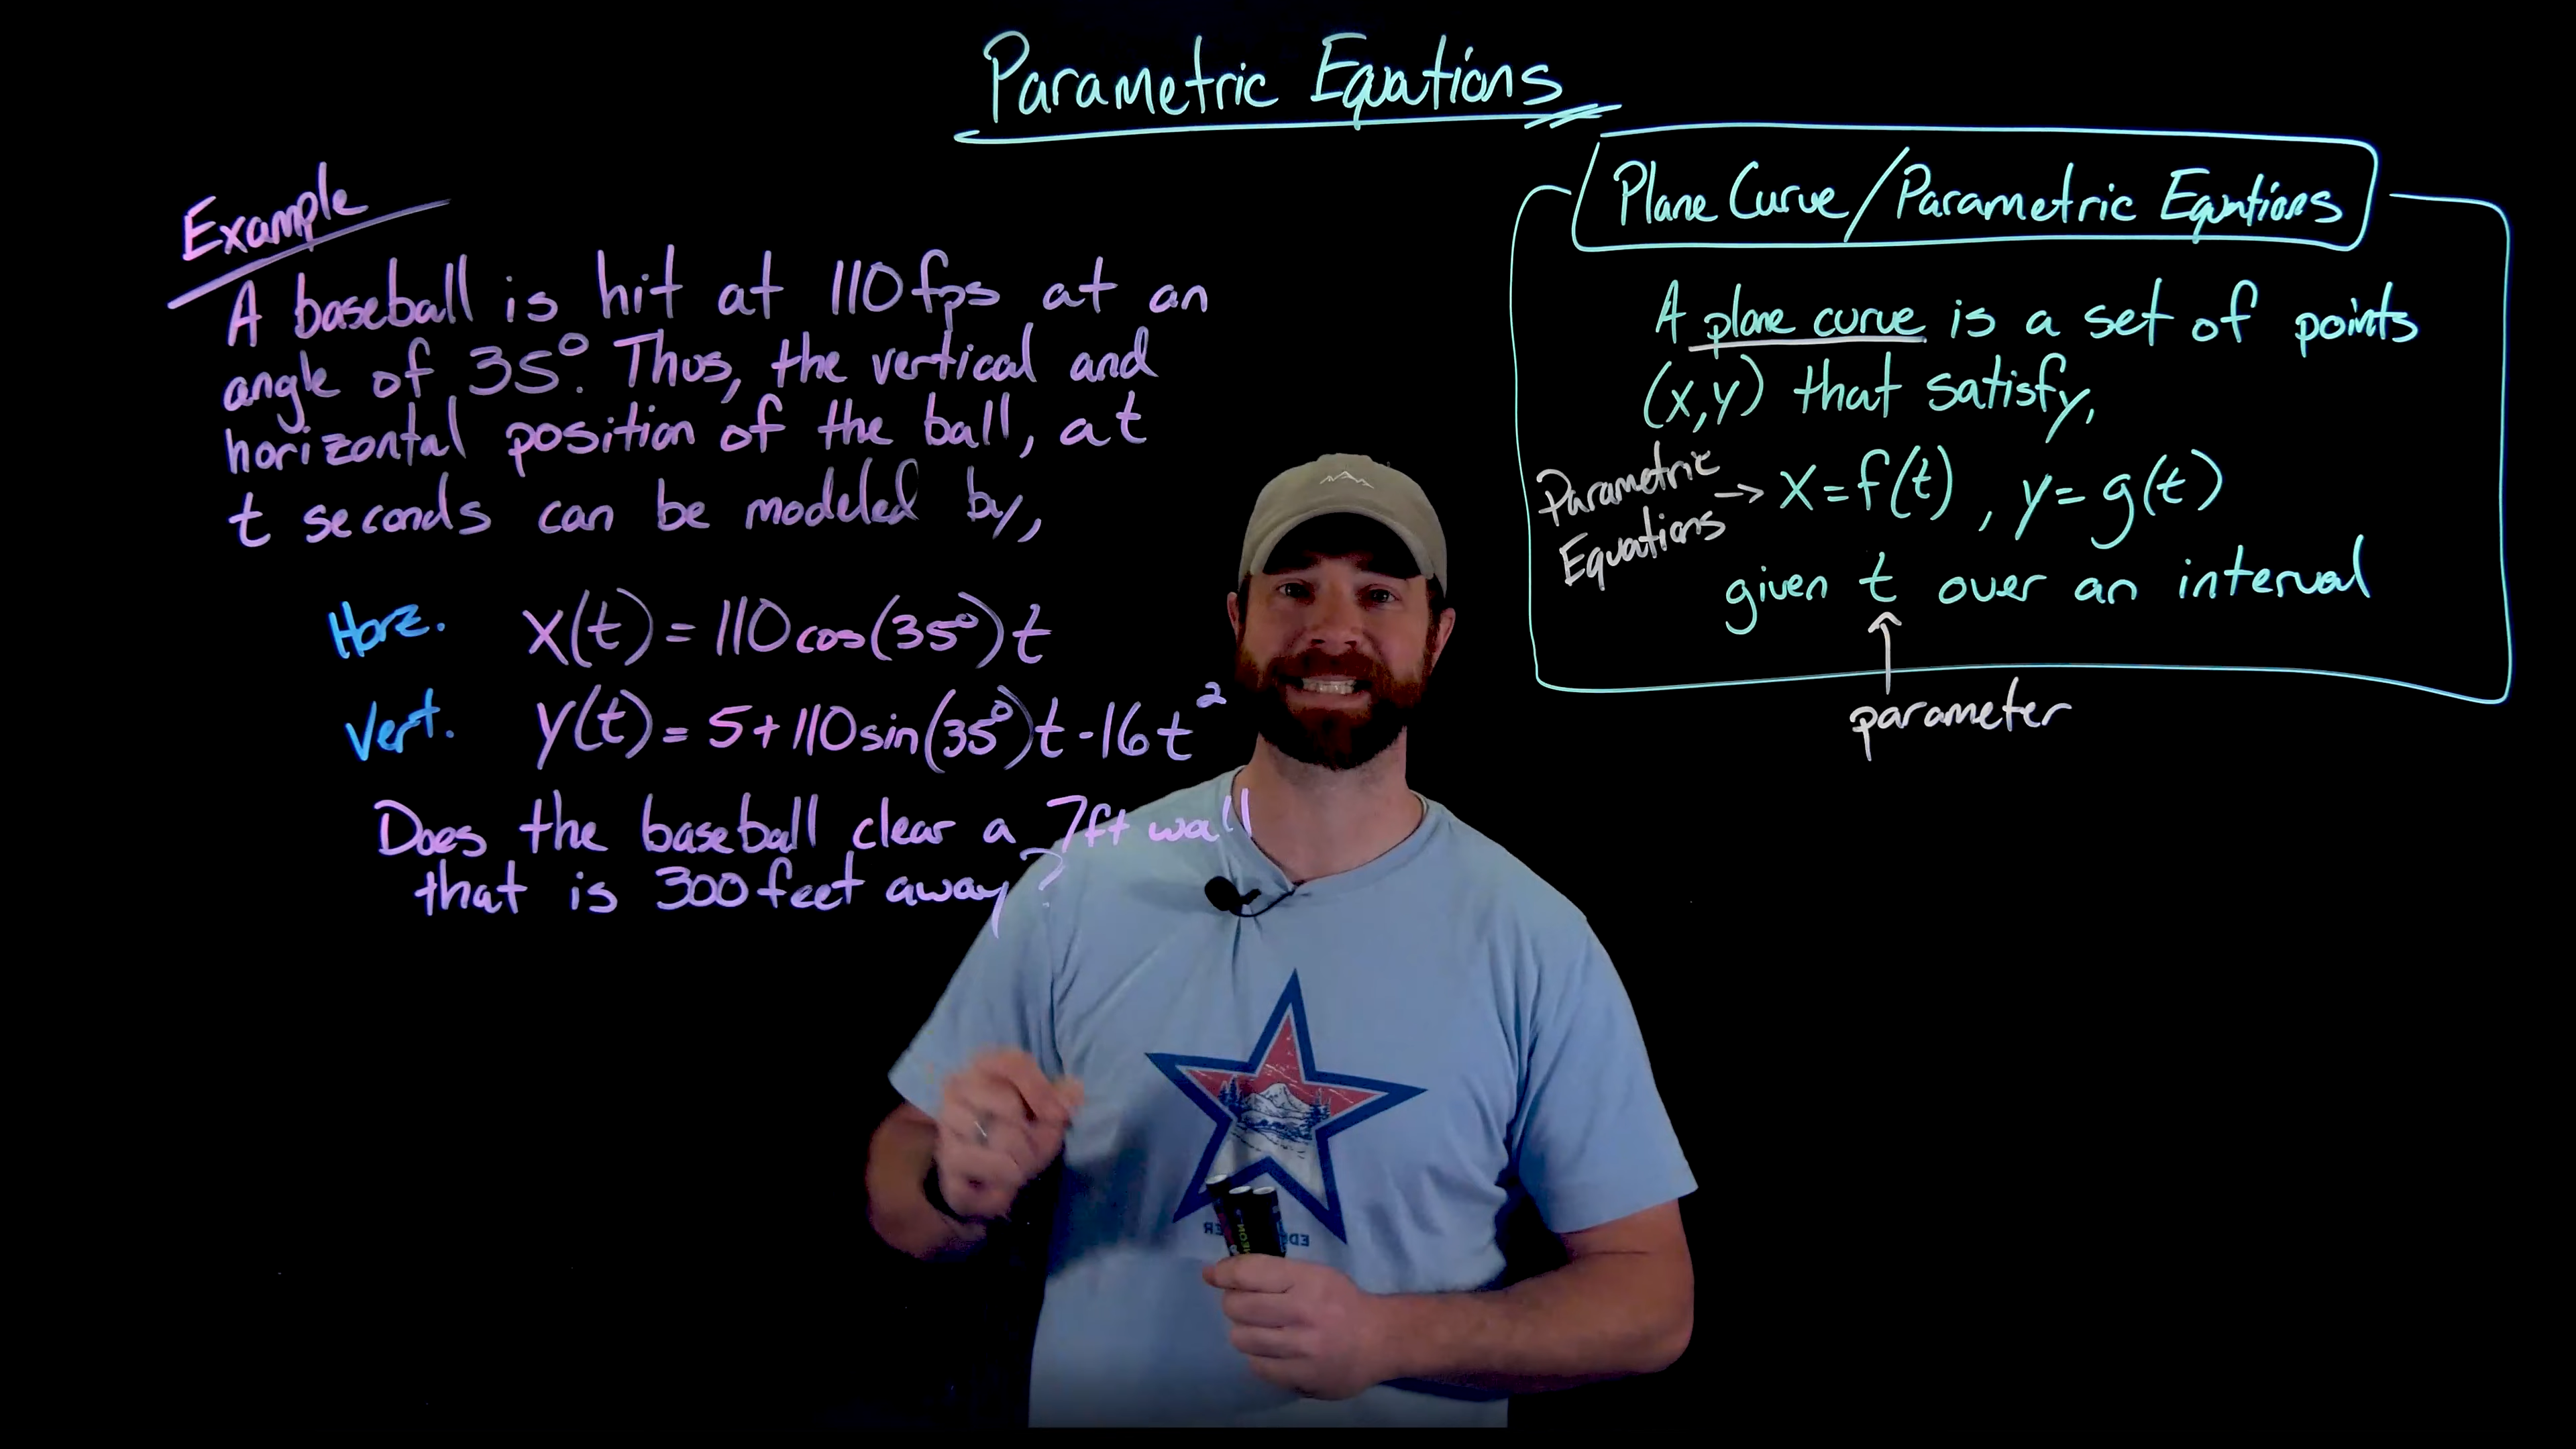 Parametric Equations
Example
A baseball is hit at 110fps at an
angle of 35°. Thus, the vertical and
horizontal position of the ball, at
t seconds can be modeled by,
Horz. x(t) = 110cos(35°)t
Vert. y(t) = 5+110sin(35°)t-16t²
Does the baseball clear a 7ft wall
that is 300 feet away?
Plane Curve/Parametric Equations
A plane curve is a set of points
(x,y) that satisfy,
Parametric
Equations → x=f(t), y=g(t)
given t over an interval
↑
parameter